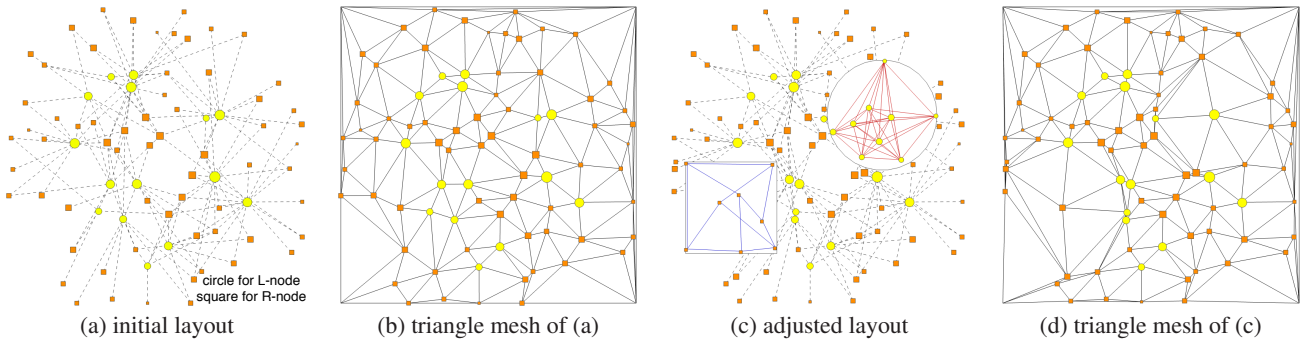 circle for L-node
square for R-node
(a) initial layout
(b) triangle mesh of (a)
(c) adjusted layout
(d) triangle mesh of (c)